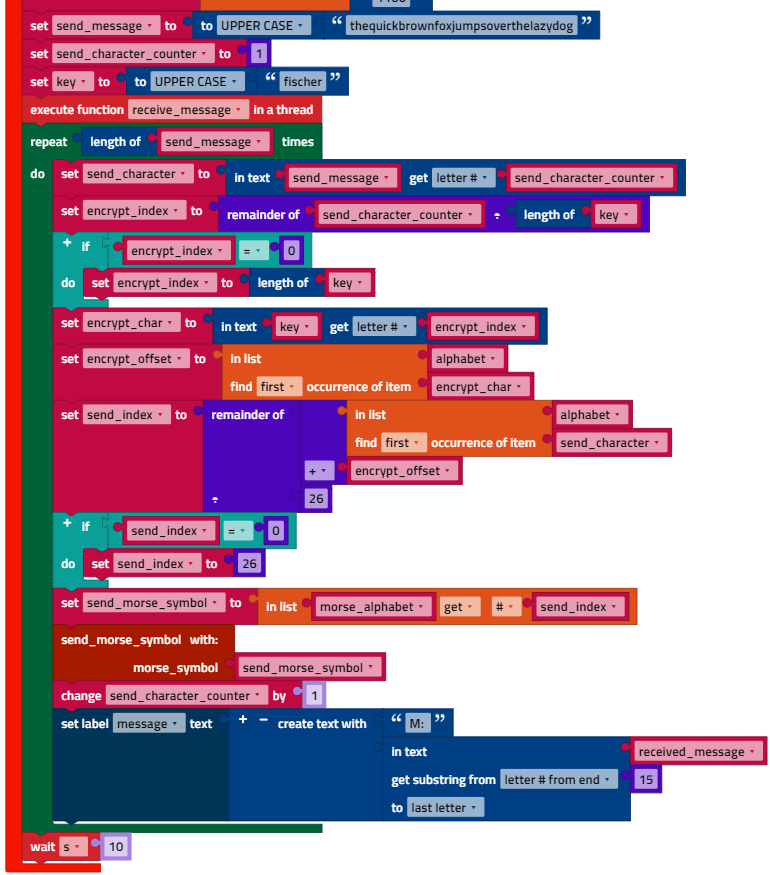 set send_message to to UPPER CASE “ thequickbrownfoxjumpsoverthelazydog ”
set send_character_counter to 1
set key to to UPPER CASE “ fischer ”
execute function receive_message in a thread
repeat length of send_message times
do set send_character to in text send_message get letter # send_character_counter
set encrypt_index to remainder of send_character_counter ÷ length of key
+ if encrypt_index = 0
do set encrypt_index to length of key
set encrypt_char to in text key get letter # encrypt_index
set encrypt_offset to in list alphabet
find first occurrence of item encrypt_char
set send_index to remainder of in list alphabet
find first occurrence of item send_character
+ encrypt_offset
÷ 26
+ if send_index = 0
do set send_index to 26
set send_morse_symbol to in list morse_alphabet get # send_index
send_morse_symbol with:
morse_symbol send_morse_symbol
change send_character_counter by 1
set label message text + − create text with “ M: ”
in text received_message
get substring from letter # from end 15
to last letter
wait s 10